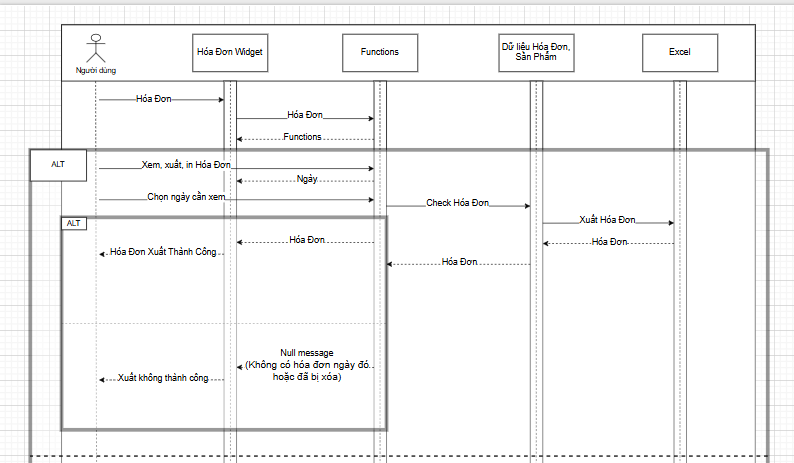 Người dùng
Hóa Đơn Widget
Functions
Dữ liệu Hóa Đơn,
Sản Phẩm
Excel
Hóa Đơn
Hóa Đơn
Functions
ALT
Xem, xuất, in Hóa Đơn
Ngày
Chọn ngày cần xem
Check Hóa Đơn
ALT
Xuất Hóa Đơn
Hóa Đơn
Hóa Đơn
Hóa Đơn Xuất Thành Công
Hóa Đơn
Null message
(Không có hóa đơn ngày đó
hoặc đã bị xóa)
Xuất không thành công